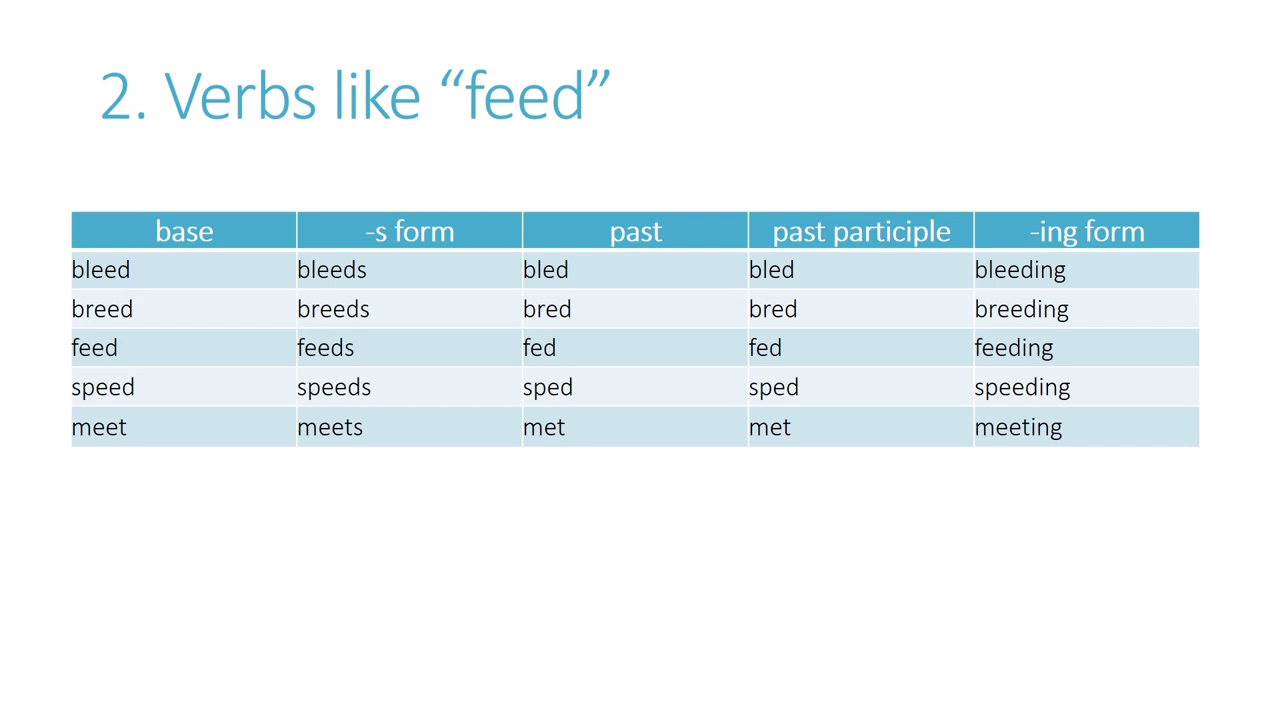 2. Verbs like “feed”
base -s form past past participle -ing form
bleed bleeds bled bled bleeding
breed breeds bred bred breeding
feed feeds fed fed feeding
speed speeds sped sped speeding
meet meets met met meeting